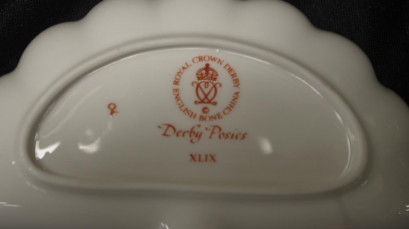 ROYAL CROWN DERBY
ENGLISH BONE CHINA
©
Derby Posies
XLIX